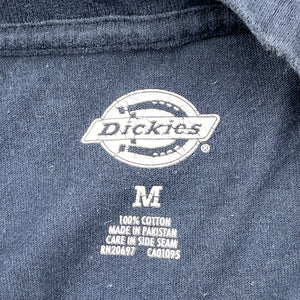 Dickies®
M
100% COTTON
MADE IN PAKISTAN
CARE IN SIDE SEAM
RN20697 CA01095